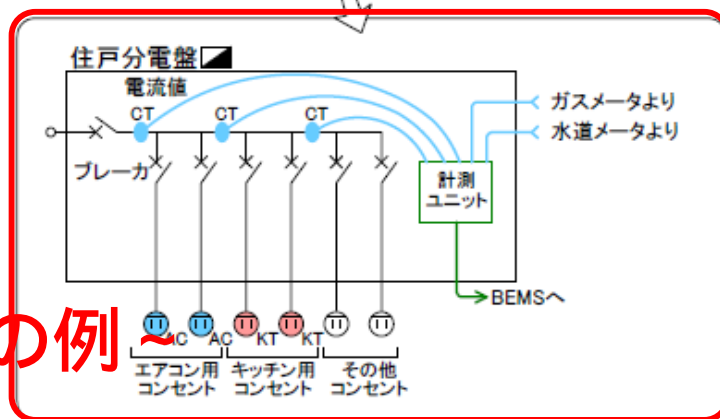 住戸分電盤
電流値
CT
CT
CT
ガスメータより
水道メータより
ブレーカ
計測
ユニット
BEMSへ
の例 ~
AC
AC
KT
KT
エアコン用
コンセント
キッチン用
コンセント
その他
コンセント